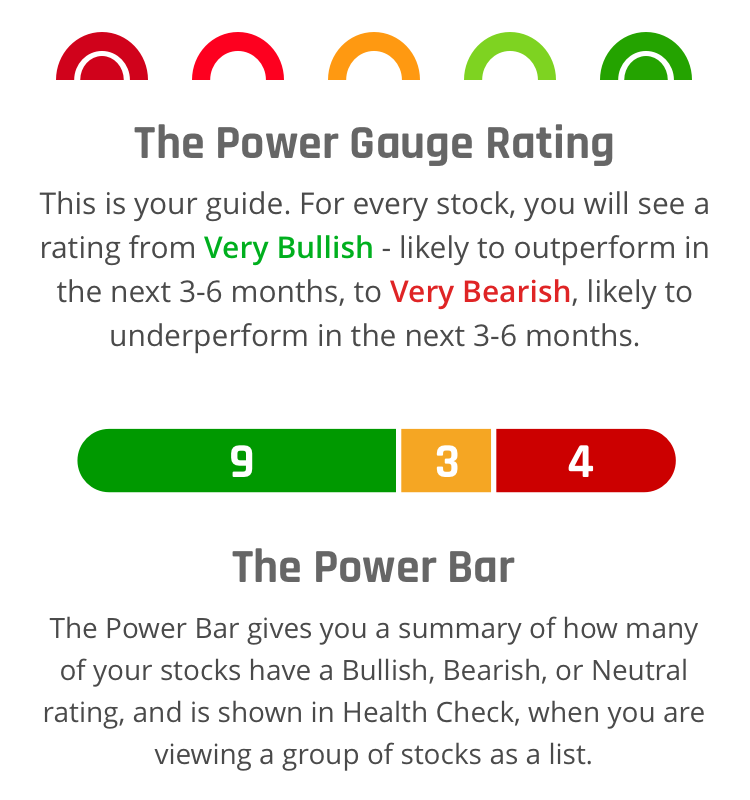 The Power Gauge Rating
This is your guide. For every stock, you will see a
rating from Very Bullish - likely to outperform in
the next 3-6 months, to Very Bearish, likely to
underperform in the next 3-6 months.
9 3 4
The Power Bar
The Power Bar gives you a summary of how many
of your stocks have a Bullish, Bearish, or Neutral
rating, and is shown in Health Check, when you are
viewing a group of stocks as a list.